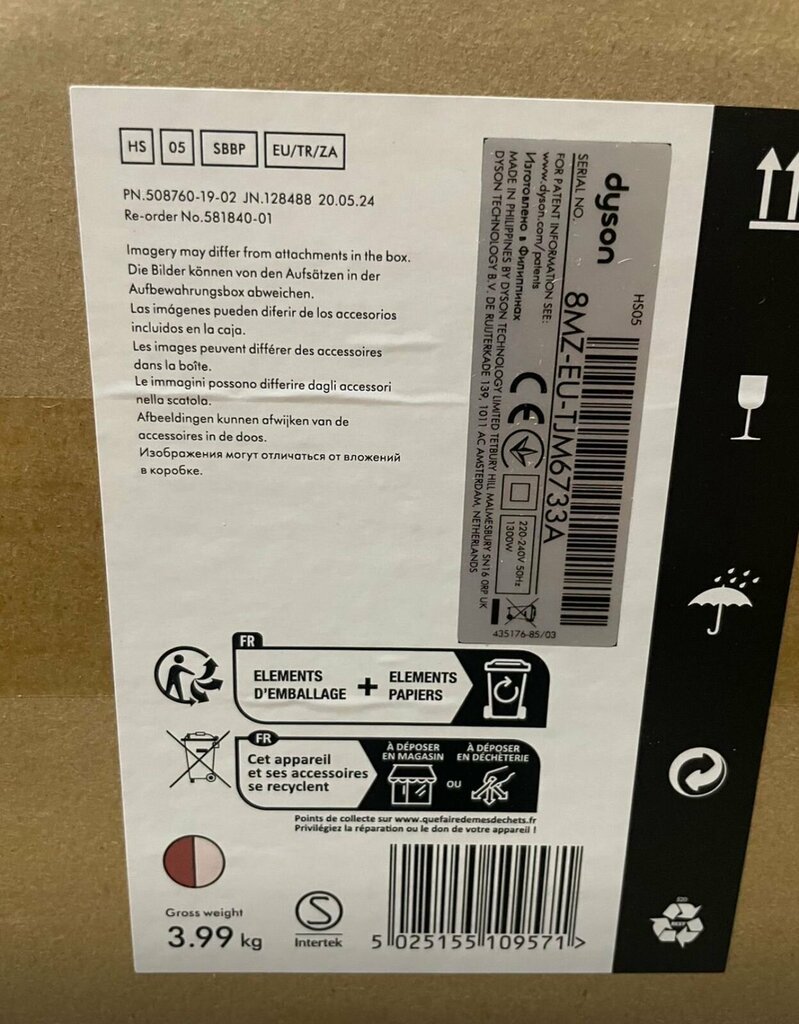 HS 05 SBBP EU/TR/ZA
PN.508760-19-02 JN.128488 20.05.24
Re-order No.581840-01
Imagery may differ from attachments in the box.
Die Bilder können von den Aufsätzen in der
Aufbewahrungsbox abweichen.
Las imágenes pueden diferir de los accesorios
incluidos en la caja.
Les images peuvent différer des accessoires
dans la boîte.
Le immagini possono differire dagli accessori
nella scatola.
Afbeeldingen kunnen afwijken van de
accessoires in de doos.
Изображения могут отличаться от вложений
в коробке.
dyson
HS05
SERIAL NO.
8MZ-EU-TJM6733A
FOR PATENT INFORMATION SEE:
www.dyson.com/patents
Изготовлено в Филиппинах
MADE IN PHILIPPINES BY DYSON TECHNOLOGY LIMITED TETBURY HILL MALMESBURY SN16 0RP UK
DYSON TECHNOLOGY B.V. DE RUIJTERKADE 139, 1011 AC AMSTERDAM, NETHERLANDS
CE
220-240V 50Hz
1300W
435176-85/03
FR
ELEMENTS
D'EMBALLAGE
+
ELEMENTS
PAPIERS
FR
Cet appareil
et ses accessoires
se recyclent
À DÉPOSER
EN MAGASIN
OU
À DÉPOSER
EN DÉCHÈTERIE
Points de collecte sur www.quefairedemesdechets.fr
Privilégiez la réparation ou le don de votre appareil !
Gross weight
3.99 kg
S
Intertek
5 025155 109571 >